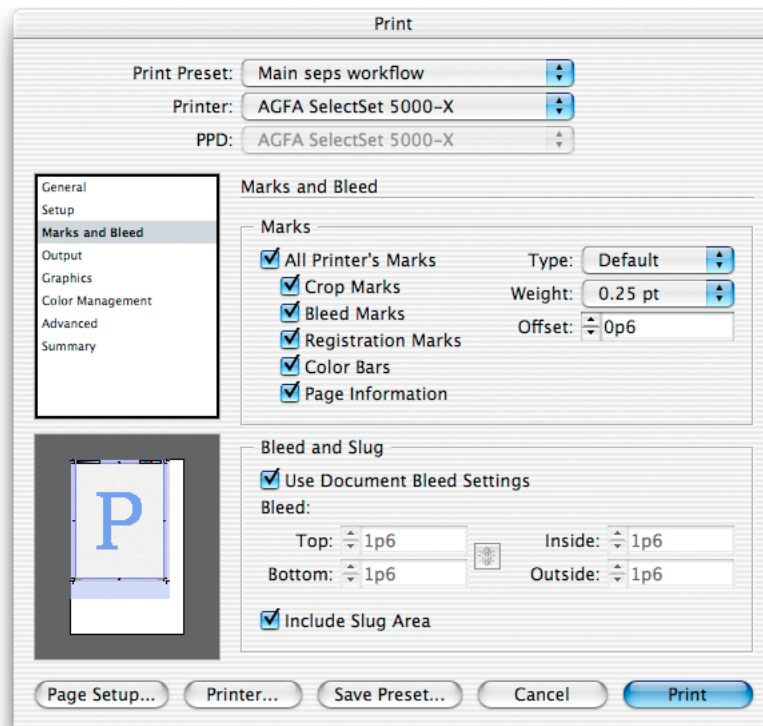 Print
Print Preset: Main seps workflow
Printer: AGFA SelectSet 5000-X
PPD: AGFA SelectSet 5000-X
General
Setup
Marks and Bleed
Output
Graphics
Color Management
Advanced
Summary
Marks and Bleed
Marks
All Printer's Marks
Crop Marks
Bleed Marks
Registration Marks
Color Bars
Page Information
Type: Default
Weight: 0.25 pt
Offset: 0p6
P
Bleed and Slug
Use Document Bleed Settings
Bleed:
Top: 1p6 Inside: 1p6
Bottom: 1p6 Outside: 1p6
Include Slug Area
Page Setup... Printer... Save Preset... Cancel Print